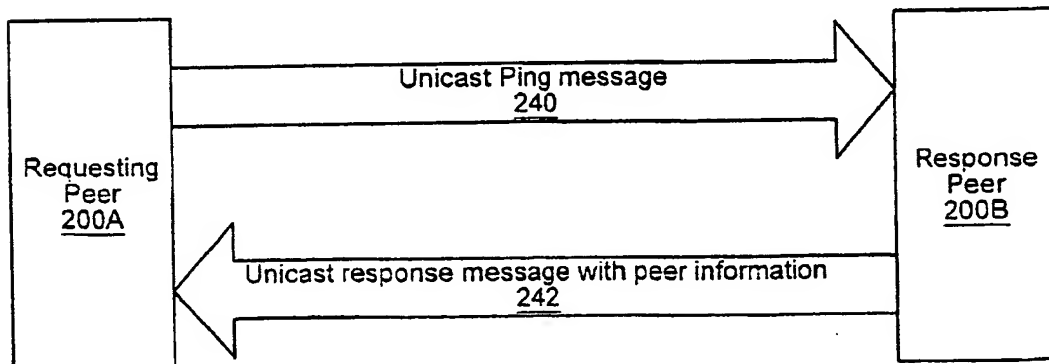 Unicast Ping message
240
Requesting
Peer
200A
Response
Peer
200B
Unicast response message with peer information
242